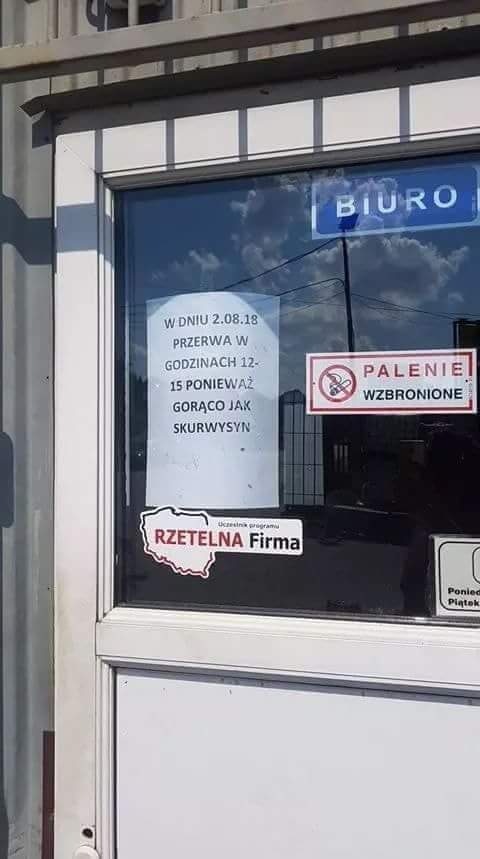 BIURO
W DNIU 2.08.18
PRZERWA W
GODZINACH 12-
15 PONIEWAŻ
GORĄCO JAK
SKURWYSYN
PALENIE
WZBRONIONE
Uczestnik programu
RZETELNA Firma